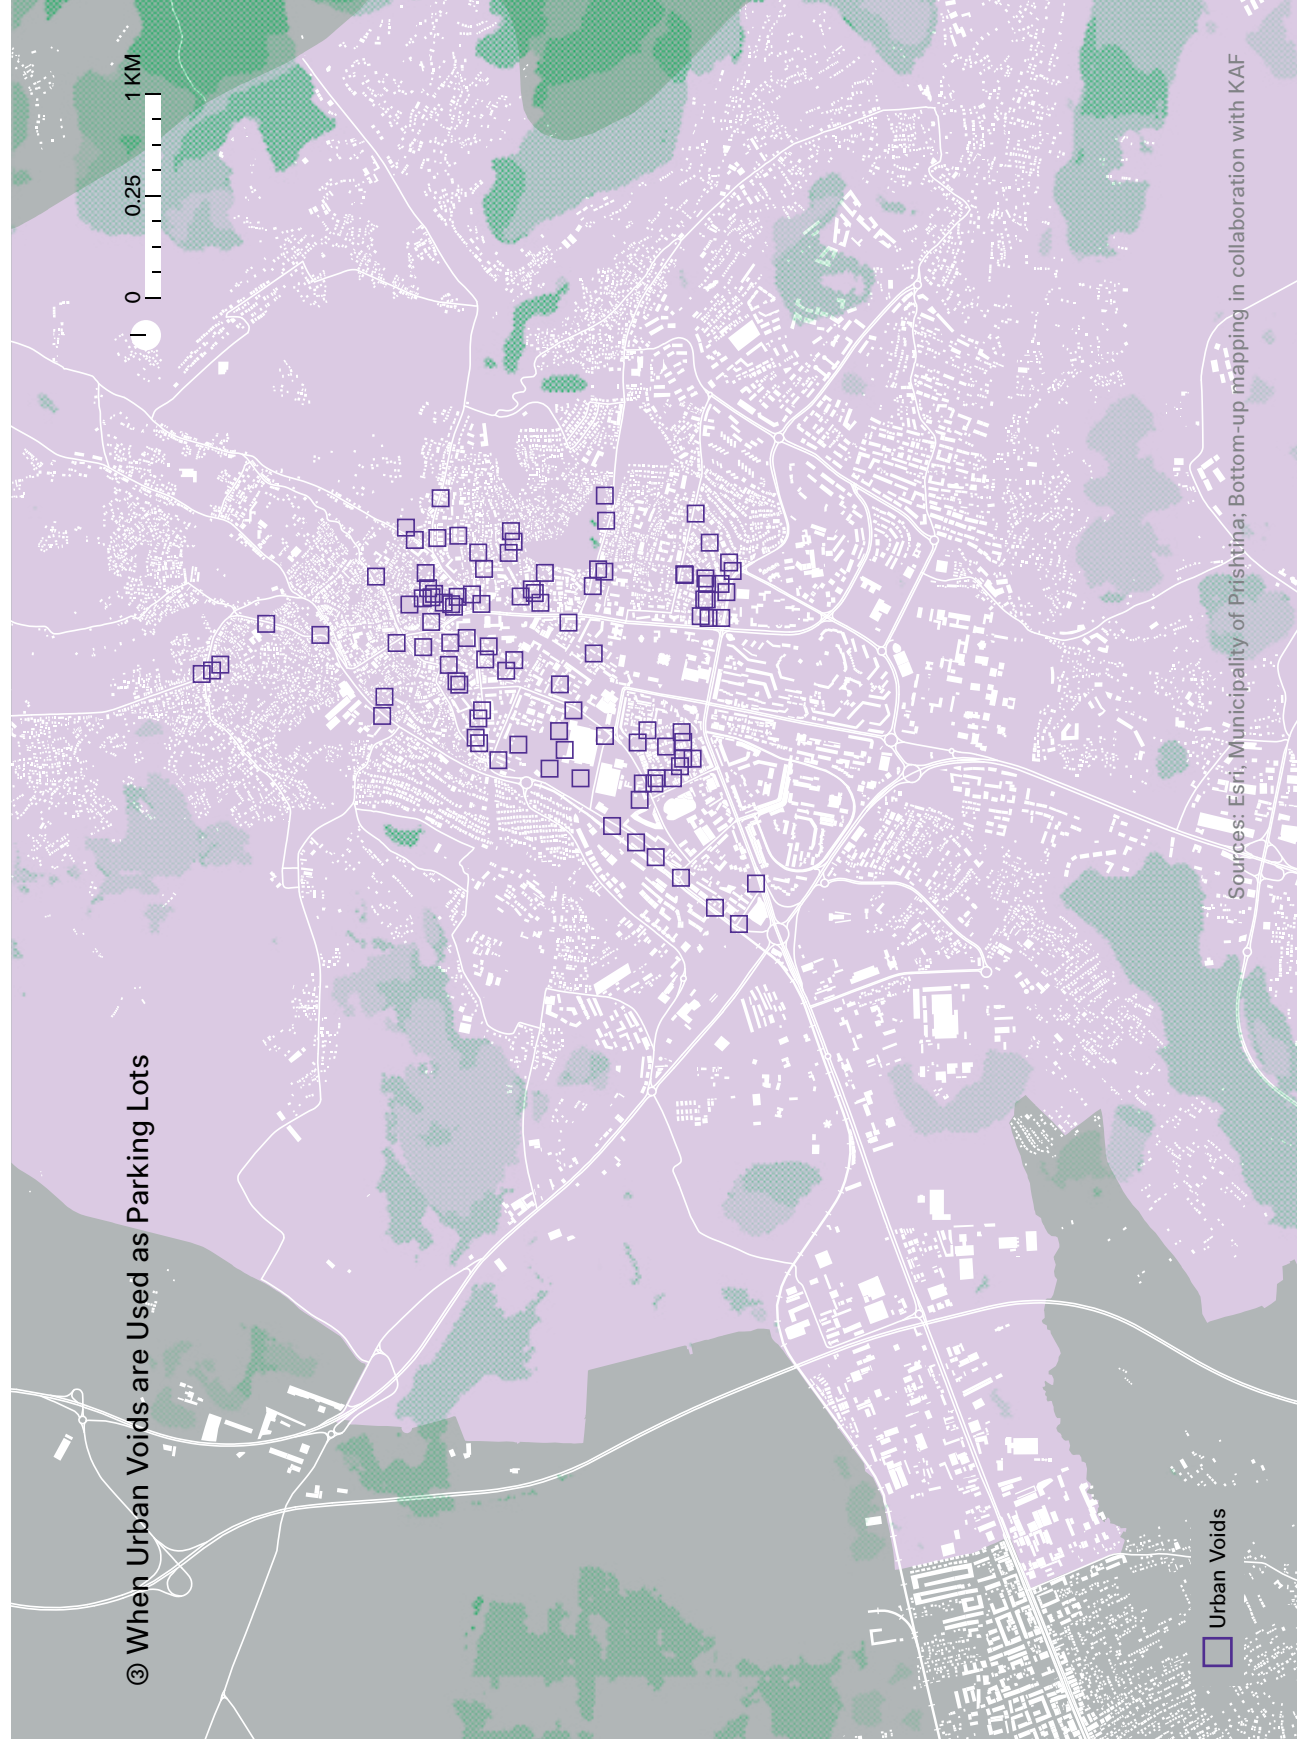 ③ When Urban Voids are Used as Parking Lots
0 0.25 1 KM
Urban Voids
Sources: Esri, Municipality of Prishtina; Bottom-up mapping in collaboration with KAF